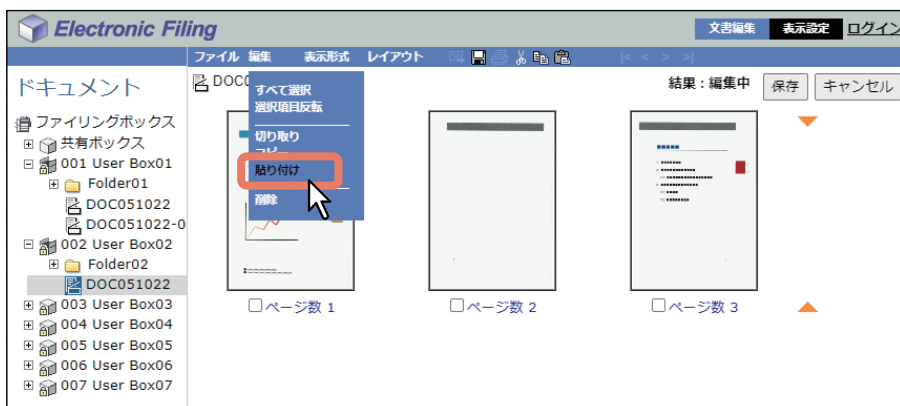 Electronic Filing
文書編集 表示設定 ログイン
ファイル 編集 表示形式 レイアウト |< < > >|
ドキュメント
結果：編集中 保存 キャンセル
すべて選択
選択項目反転
切り取り
コピー
貼り付け
削除
ファイリングボックス
共有ボックス
001 User Box01
Folder01
DOC051022
DOC051022-0
002 User Box02
Folder02
DOC051022
003 User Box03
004 User Box04
005 User Box05
006 User Box06
007 User Box07
ページ数 1
ページ数 2
ページ数 3